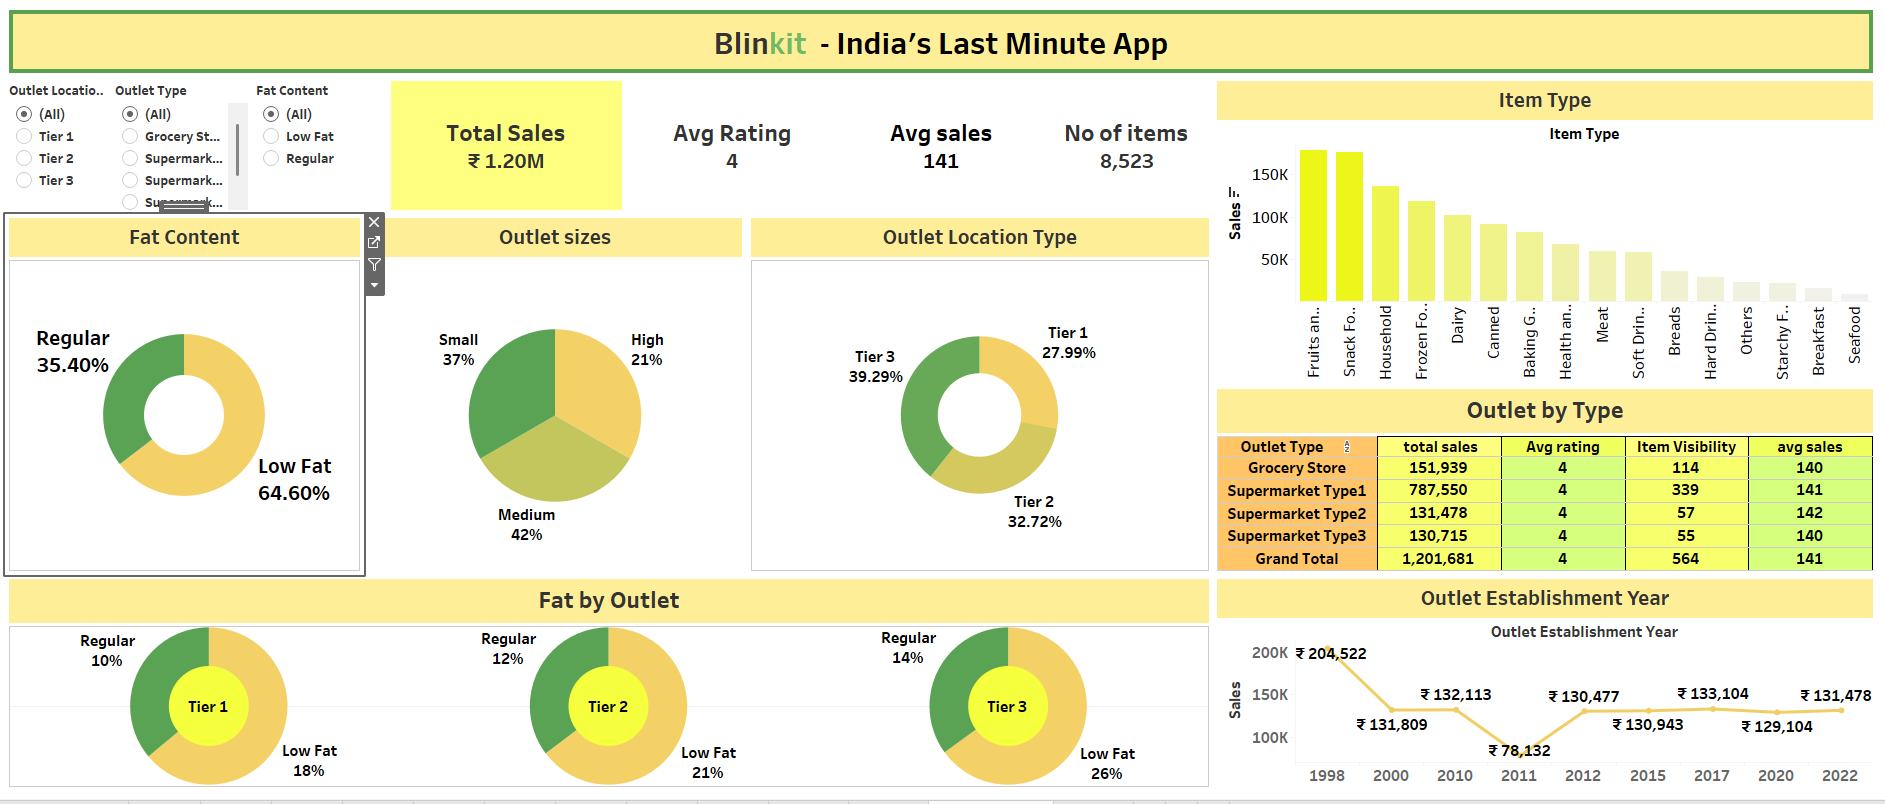 Blinkit - India's Last Minute App
Outlet Locatio..
(All)
Tier 1
Tier 2
Tier 3
Outlet Type
(All)
Grocery St...
Supermark...
Supermark...
Supermark...
Fat Content
(All)
Low Fat
Regular
Total Sales
₹ 1.20M
Avg Rating
4
Avg sales
141
No of items
8,523
Fat Content
Regular
35.40%
Low Fat
64.60%
Outlet sizes
Small
37%
High
21%
Medium
42%
Outlet Location Type
Tier 1
27.99%
Tier 3
39.29%
Tier 2
32.72%
Fat by Outlet
Regular
10%
Tier 1
Low Fat
18%
Regular
12%
Tier 2
Low Fat
21%
Regular
14%
Tier 3
Low Fat
26%
Item Type
Item Type
Sales
150K
100K
50K
Fruits an..
Snack Fo..
Household
Frozen Fo..
Dairy
Canned
Baking G..
Health an..
Meat
Soft Drin..
Breads
Hard Drin..
Others
Starchy F..
Breakfast
Seafood
Outlet by Type
Outlet Type total sales Avg rating Item Visibility avg sales
Grocery Store 151,939 4 114 140
Supermarket Type1 787,550 4 339 141
Supermarket Type2 131,478 4 57 142
Supermarket Type3 130,715 4 55 140
Grand Total 1,201,681 4 564 141
Outlet Establishment Year
Outlet Establishment Year
Sales
200K
150K
100K
₹ 204,522
₹ 131,809
₹ 132,113
₹ 78,132
₹ 130,477
₹ 130,943
₹ 133,104
₹ 129,104
₹ 131,478
1998 2000 2010 2011 2012 2015 2017 2020 2022